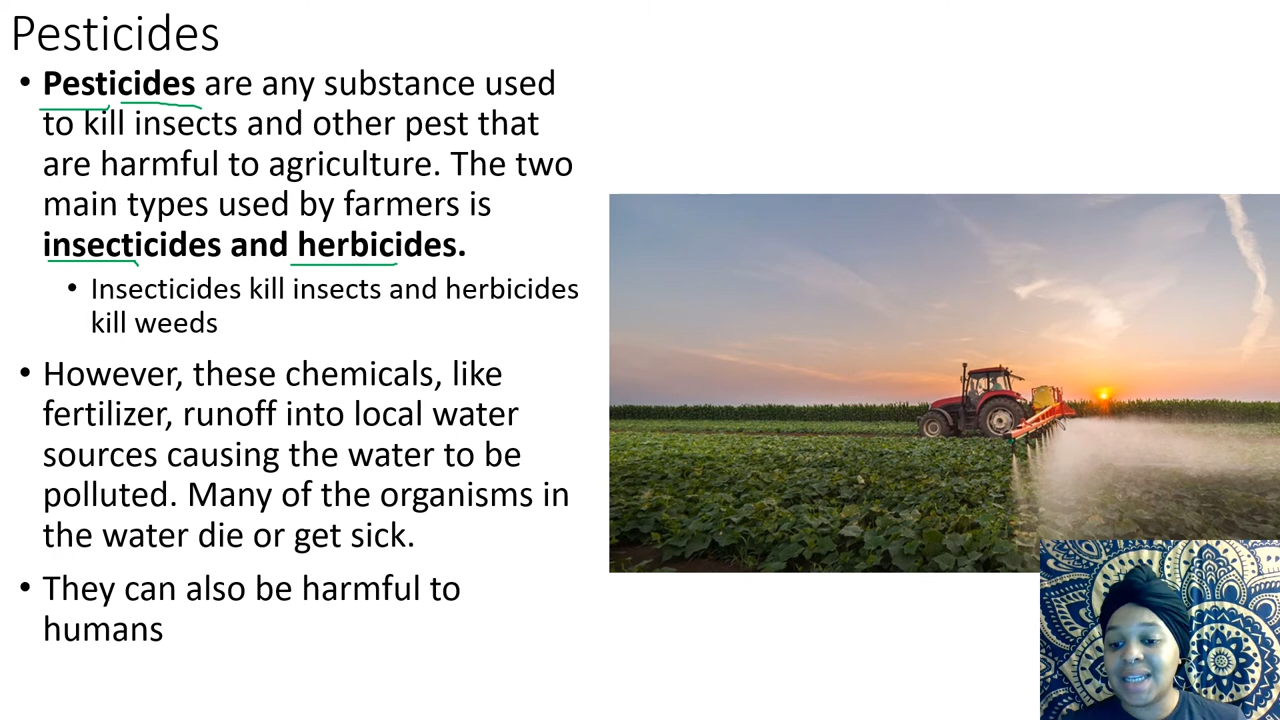 Pesticides
• Pesticides are any substance used
to kill insects and other pest that
are harmful to agriculture. The two
main types used by farmers is
insecticides and herbicides.
• Insecticides kill insects and herbicides
kill weeds
• However, these chemicals, like
fertilizer, runoff into local water
sources causing the water to be
polluted. Many of the organisms in
the water die or get sick.
• They can also be harmful to
humans